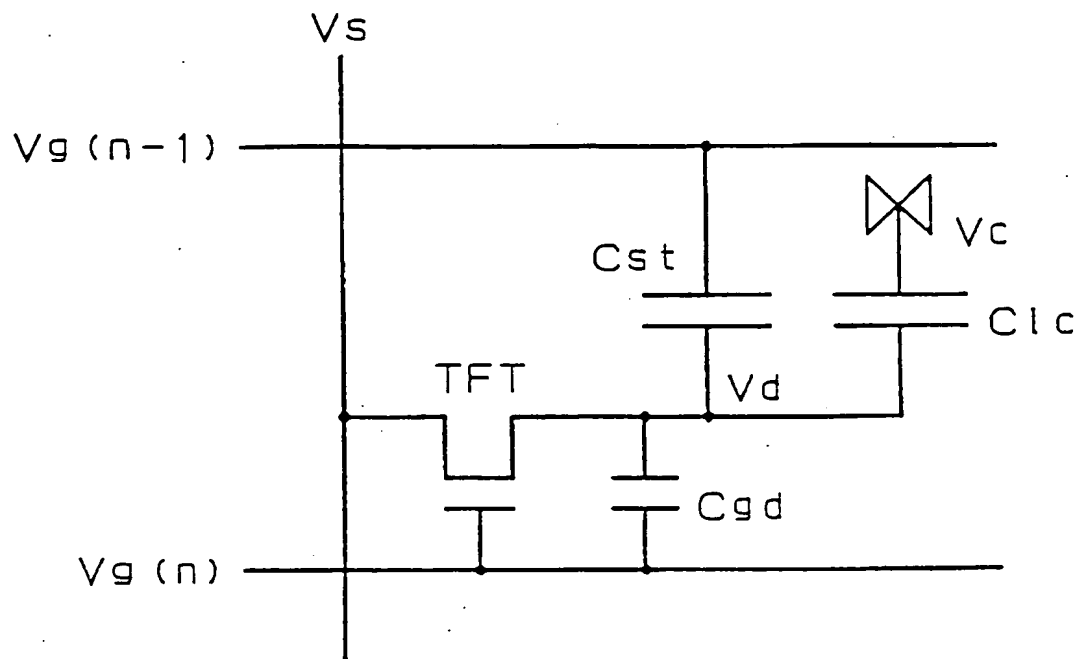 Vs
Vg (n-1)
Vc
Cst
Clc
TFT
Vd
Cgd
Vg (n)